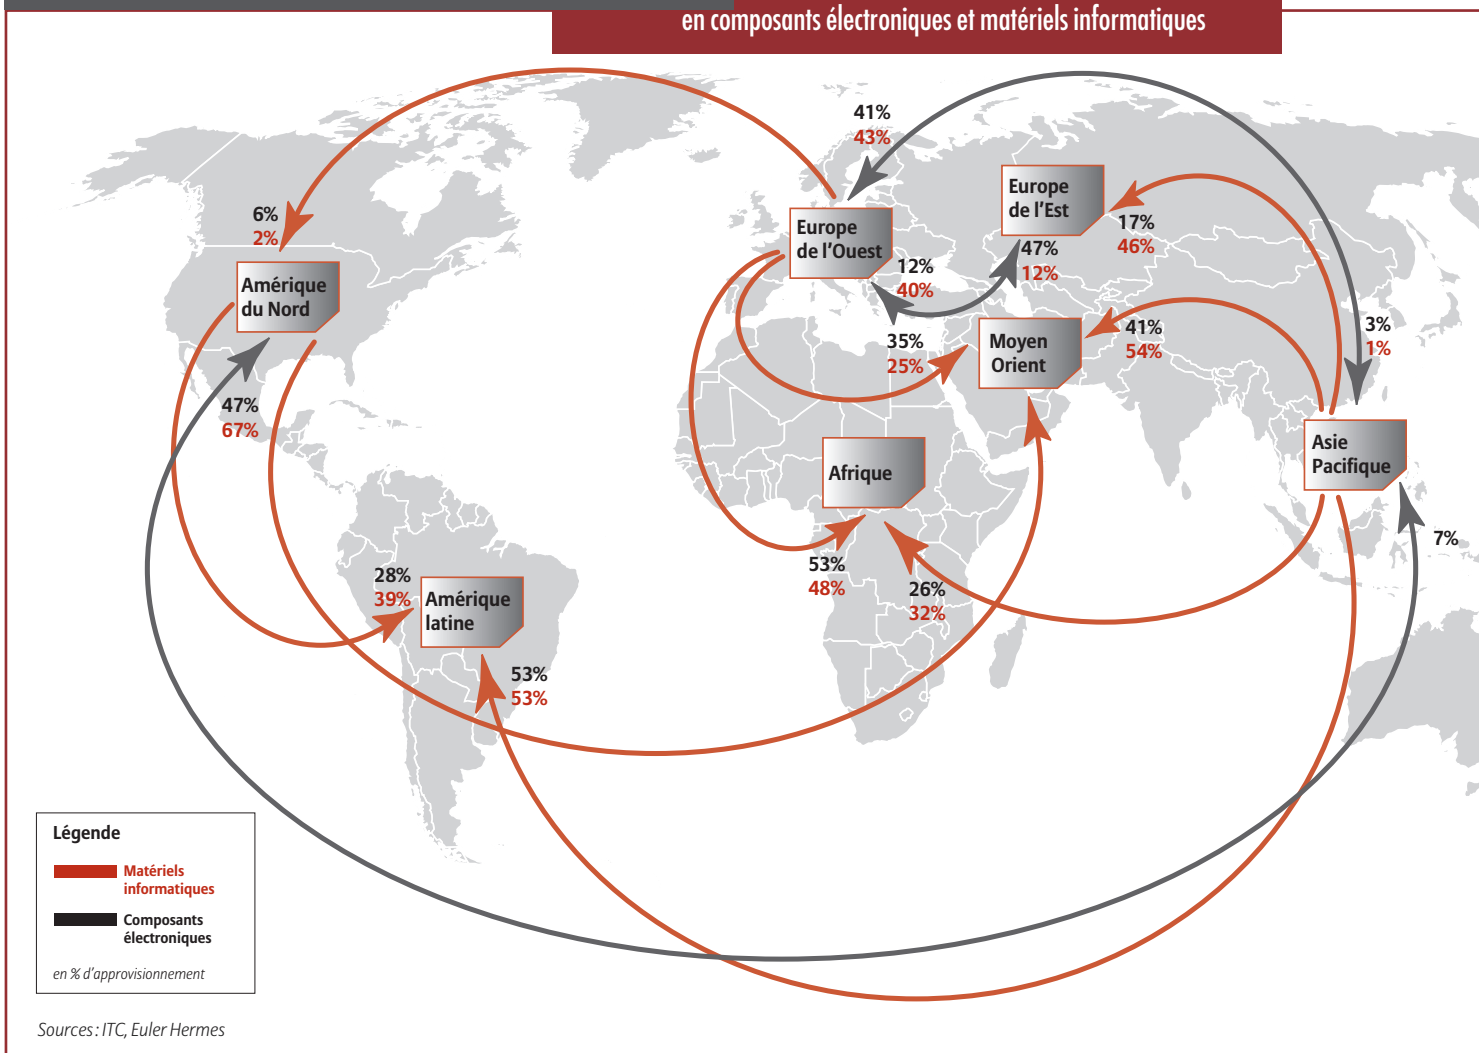 en composants électroniques et matériels informatiques
41%
43%
Europe
de l'Est
6%
2%
Europe
de l'Ouest
17%
46%
47%
12%
12%
40%
Amérique
du Nord
3%
1%
35%
25%
Moyen
Orient
41%
54%
47%
67%
Asie
Pacifique
Afrique
7%
53%
48%
26%
32%
28%
39%
Amérique
latine
53%
53%
Légende
Matériels
informatiques
Composants
électroniques
en % d'approvisionnement
Sources : ITC, Euler Hermes